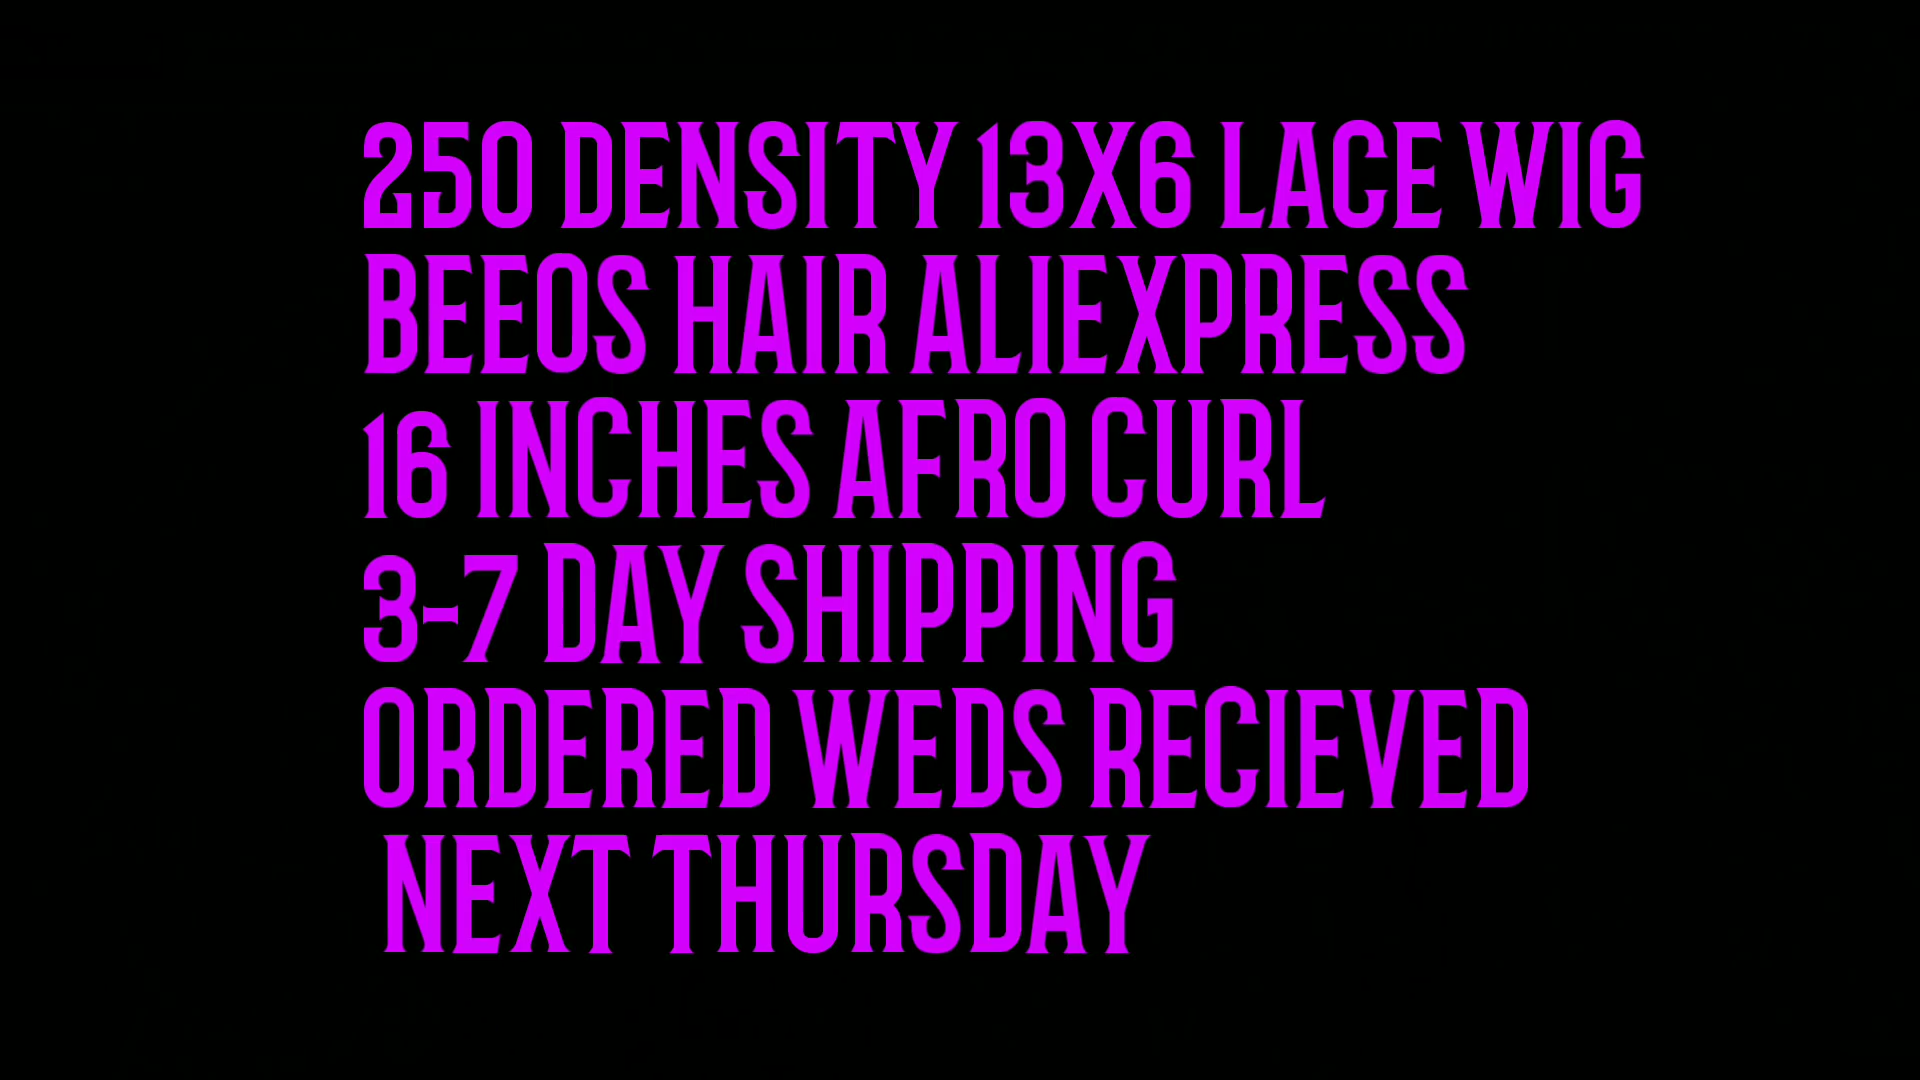 250 DENSITY 13X6 LACE WIG
BEEOS HAIR ALIEXPRESS
16 INCHES AFRO CURL
3-7 DAY SHIPPING
ORDERED WEDS RECIEVED
NEXT THURSDAY